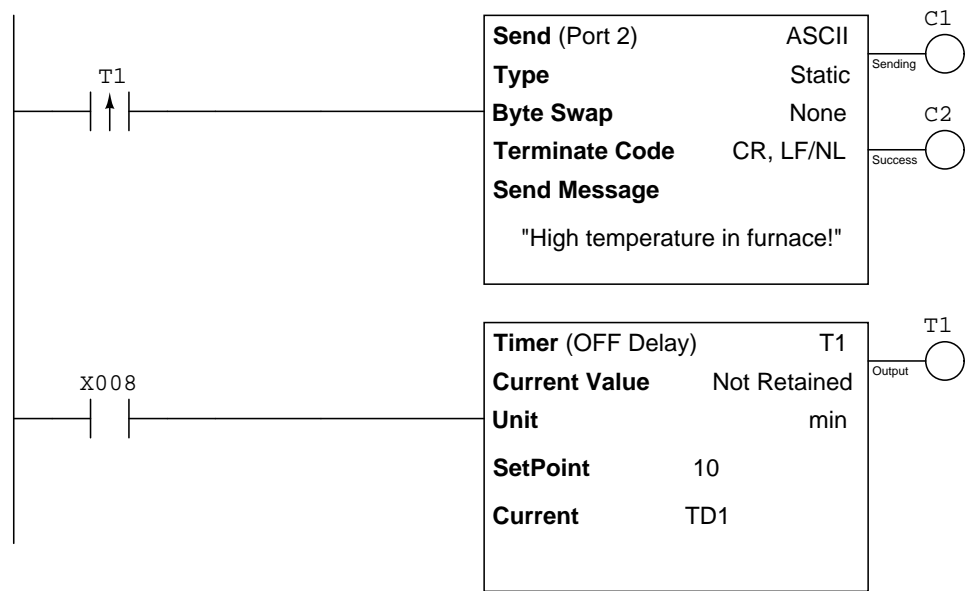 C1
Send (Port 2) ASCII
Sending
T1
Type Static
Byte Swap None
C2
Terminate Code CR, LF/NL
Success
Send Message
"High temperature in furnace!"
T1
Timer (OFF Delay) T1
Output
X008
Current Value Not Retained
Unit min
SetPoint 10
Current TD1